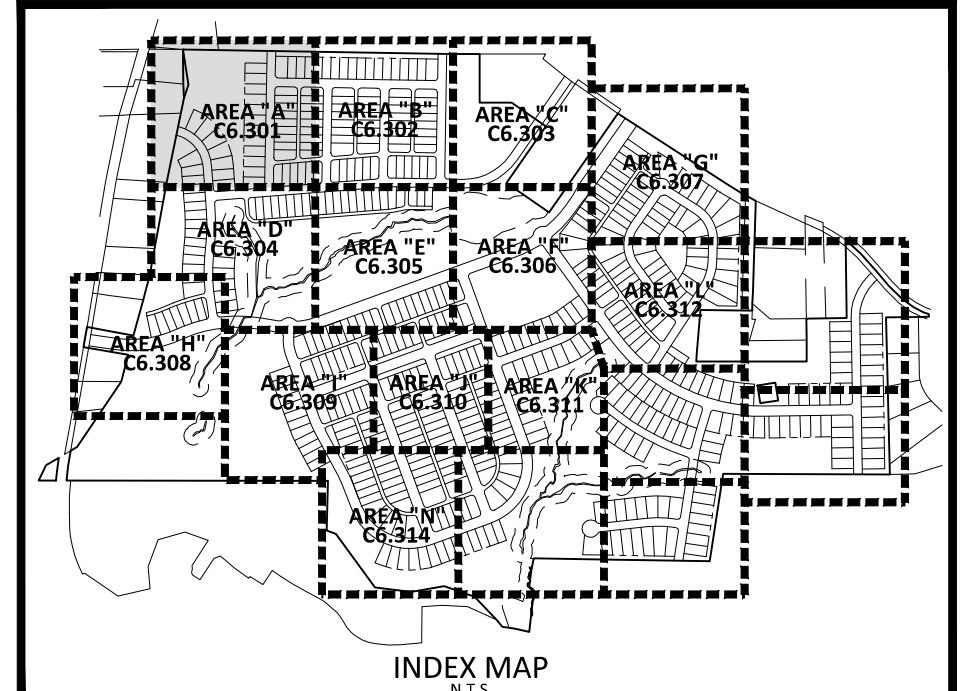 AREA "A"
C6.301
AREA "B"
C6.302
AREA "C"
C6.303
AREA "G"
C6.307
AREA "D"
C6.304
AREA "E"
C6.305
AREA "F"
C6.306
AREA "L"
C6.312
AREA "H"
C6.308
AREA "I"
C6.309
AREA "J"
C6.310
AREA "K"
C6.311
AREA "N"
C6.314
INDEX MAP
N.T.S.